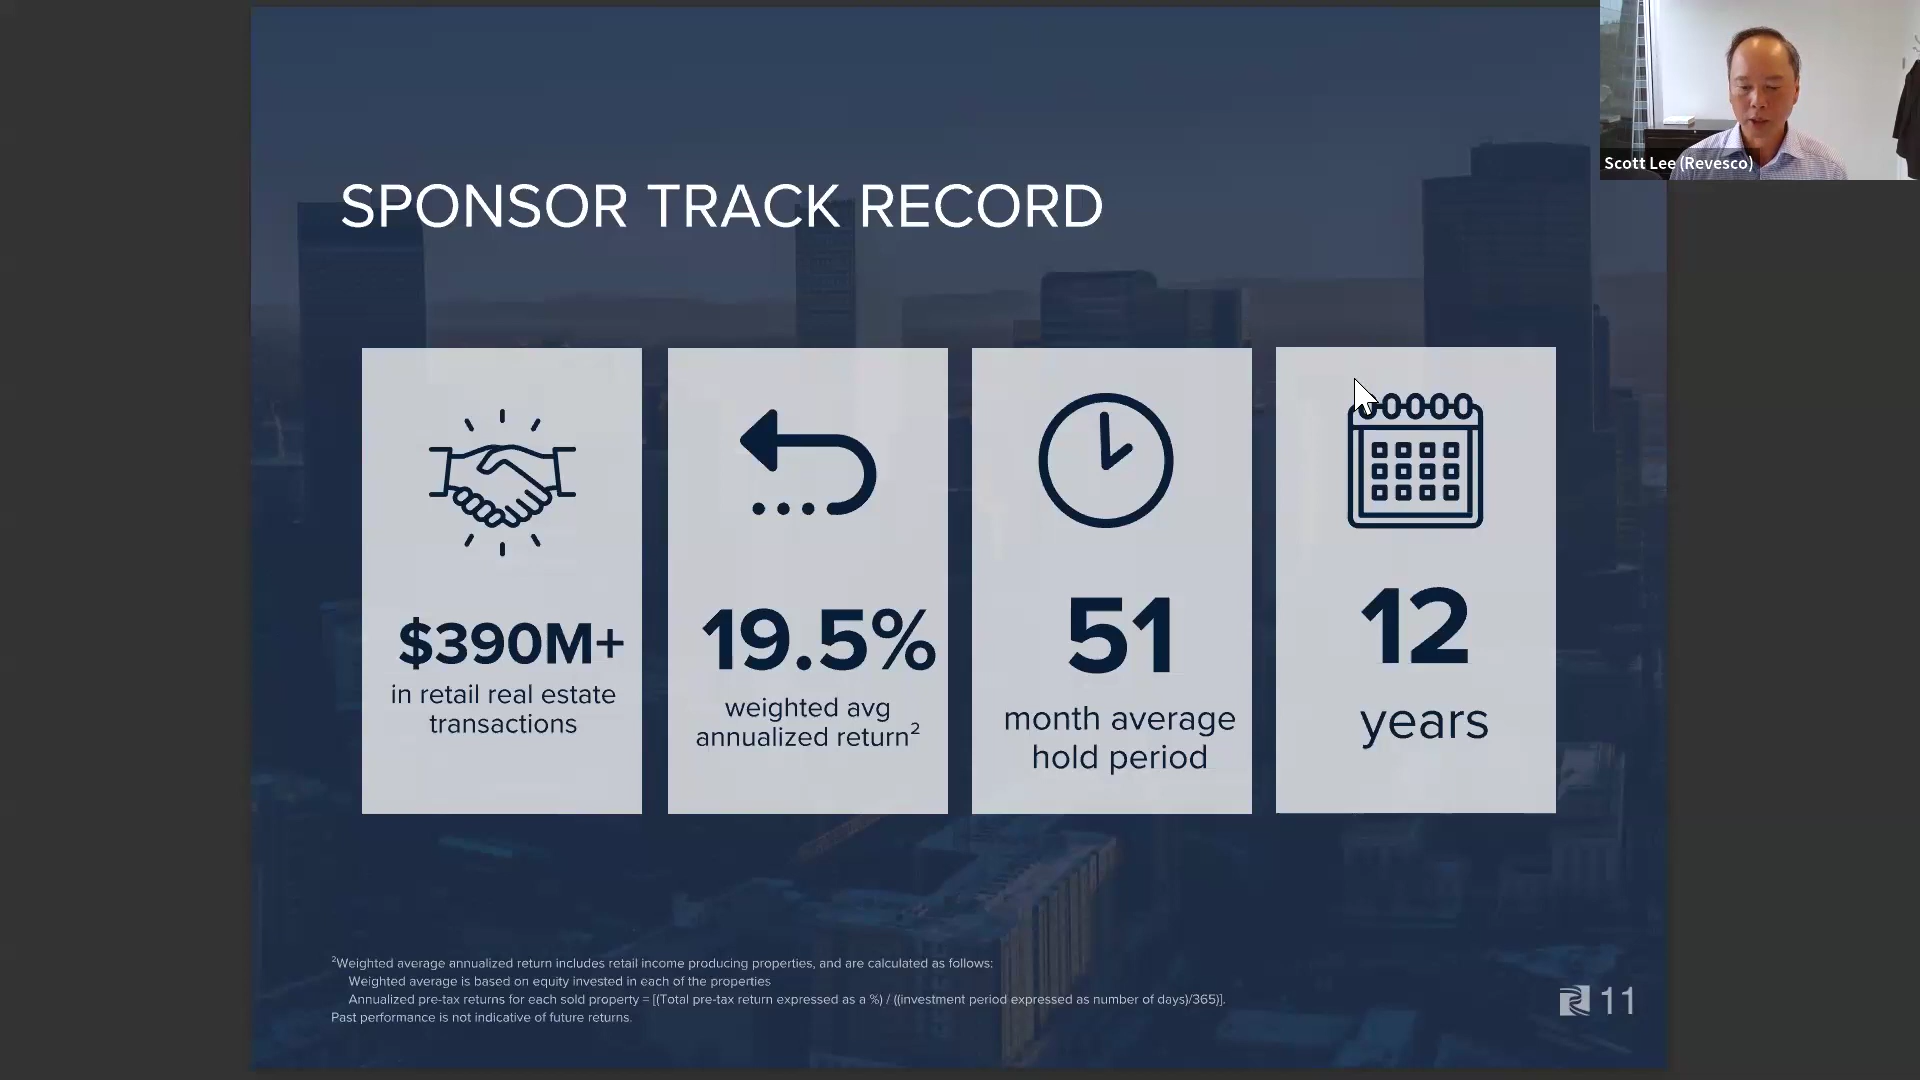 Scott Lee (Revesco)
SPONSOR TRACK RECORD
$390M+
in retail real estate
transactions
19.5%
weighted avg
annualized return²
51
month average
hold period
12
years
²Weighted average annualized return includes retail income producing properties, and are calculated as follows:
Weighted average is based on equity invested in each of the properties
Annualized pre-tax returns for each sold property = [(Total pre-tax return expressed as a %) / ((investment period expressed as number of days)/365)].
Past performance is not indicative of future returns.
11